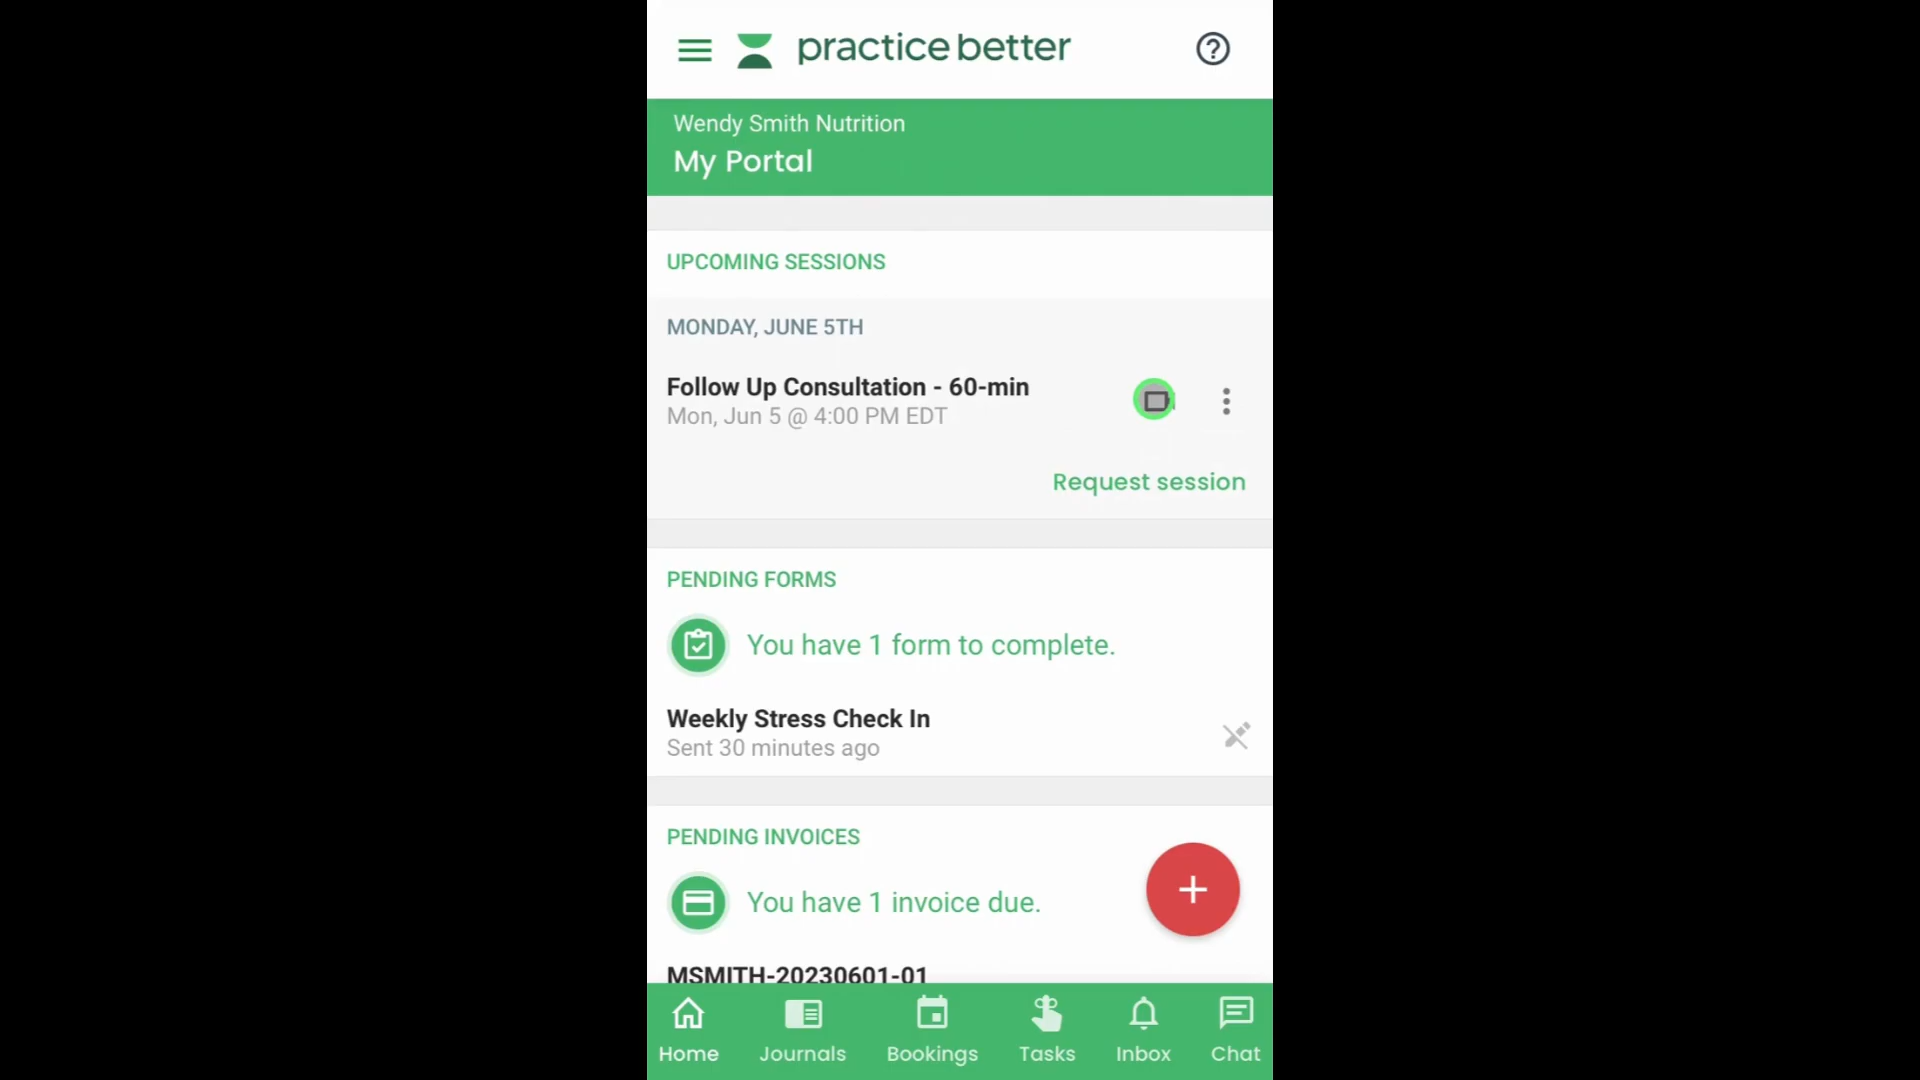 practice better
Wendy Smith Nutrition
My Portal
UPCOMING SESSIONS
MONDAY, JUNE 5TH
Follow Up Consultation - 60-min
Mon, Jun 5 @ 4:00 PM EDT
Request session
PENDING FORMS
You have 1 form to complete.
Weekly Stress Check In
Sent 30 minutes ago
PENDING INVOICES
You have 1 invoice due.
MSMITH-20230601-01
Home Journals Bookings Tasks Inbox Chat